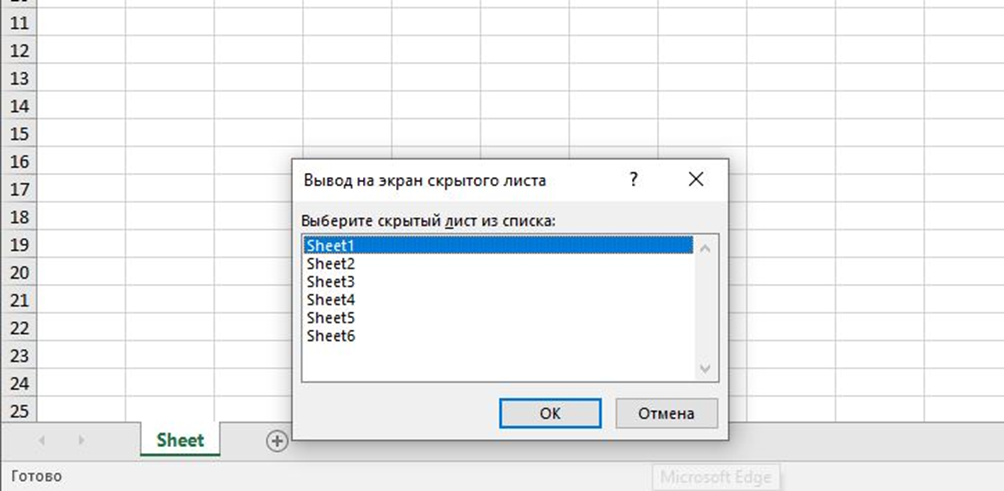 11
12
13
14
15
16
17
18
19
20
21
22
23
24
25
Вывод на экран скрытого листа ?
Выберите скрытый лист из списка:
Sheet1
Sheet2
Sheet3
Sheet4
Sheet5
Sheet6
ОК Отмена
Sheet
Готово
Microsoft Edge